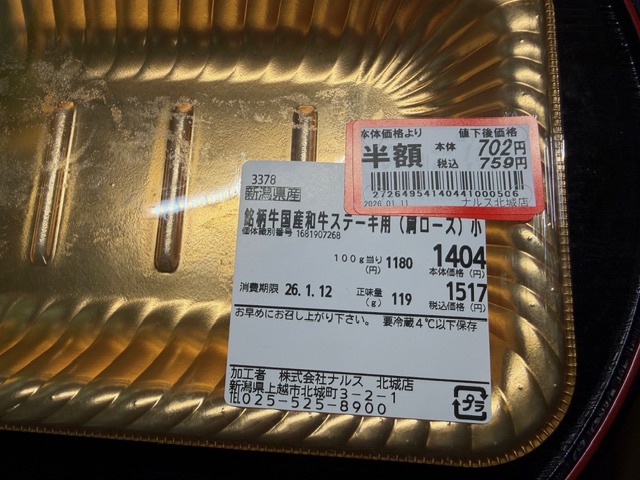 本体価格より 値下後価格
半額 本体 702円
税込 759円
27264954140441000506
2026.01.11 ナルス北城店
3378
新潟県産
銘柄牛国産和牛ステーキ用（肩ロース）小
個体識別番号 1681907268
100g当り(円) 1180 1404
本体価格(円)
消費期限 26.1.12 正味量(g) 119 1517
税込価格(円)
お早めにお召し上がり下さい。 要冷蔵4℃以下保存
加工者 株式会社ナルス 北城店
新潟県上越市北城町3-2-1
TEL025-525-8900
プラ